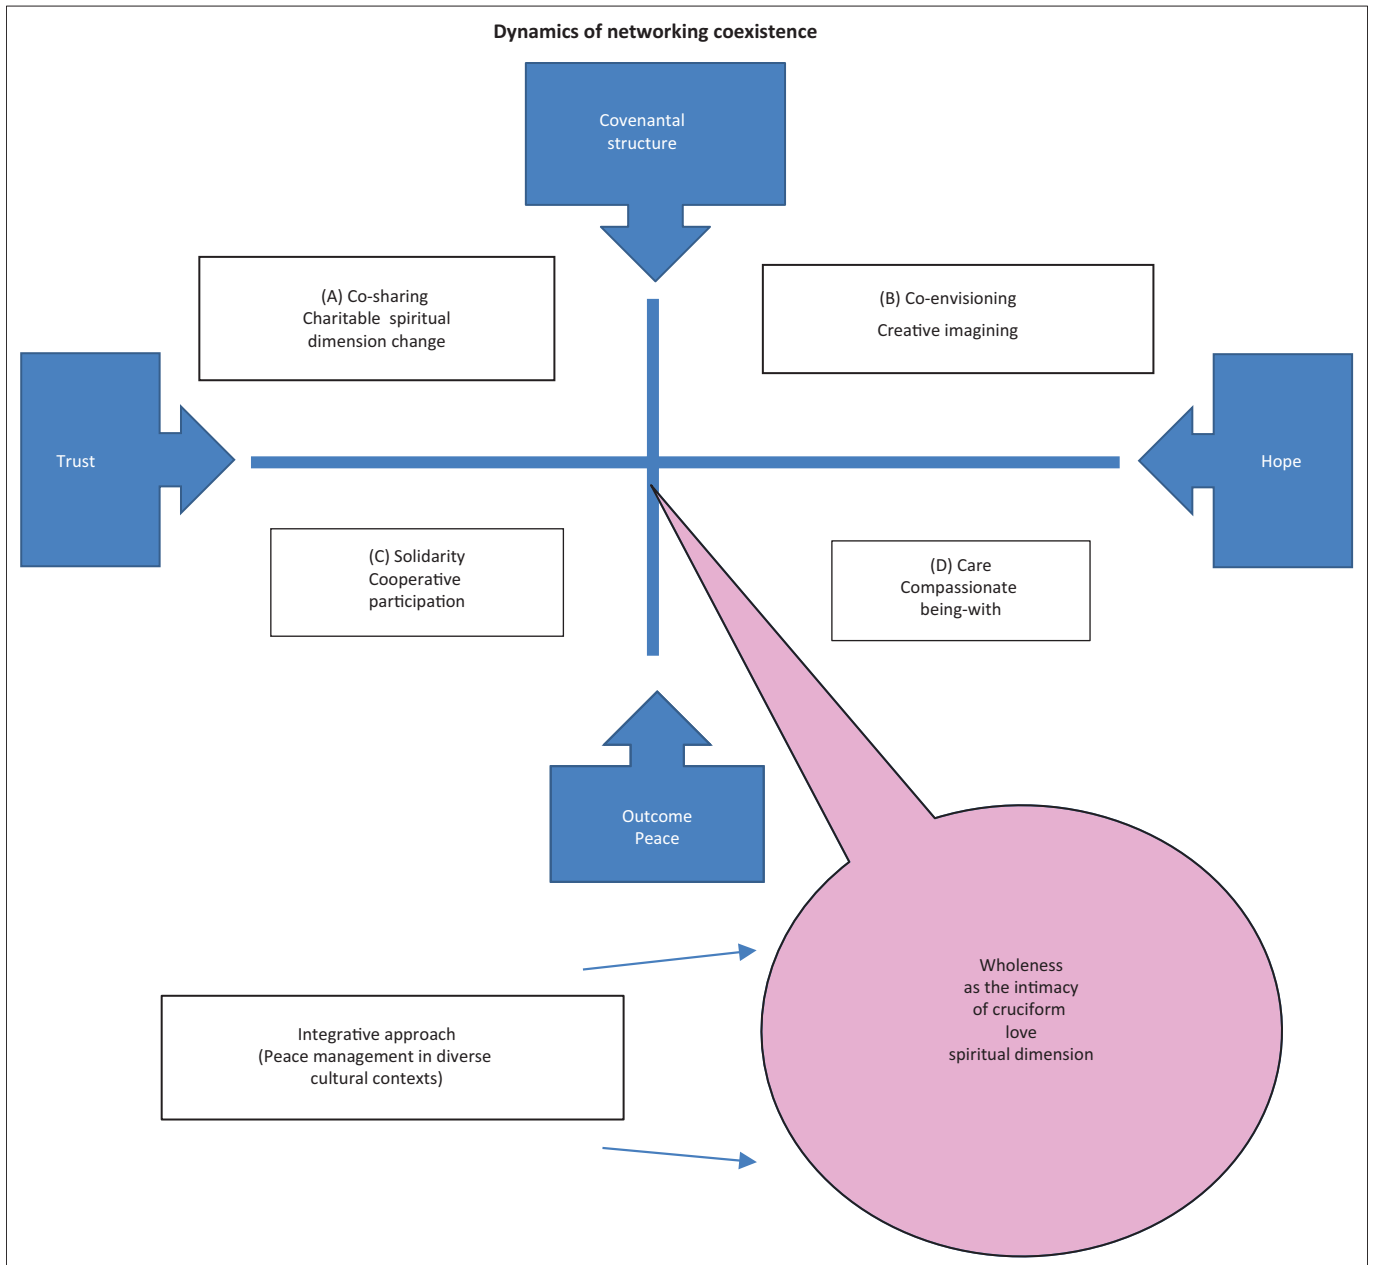 Dynamics of networking coexistence
Covenantal
structure
(A) Co-sharing
Charitable spiritual
dimension change
(B) Co-envisioning
Creative imagining
Trust
Hope
(C) Solidarity
Cooperative
participation
(D) Care
Compassionate
being-with
Outcome
Peace
Wholeness
as the intimacy
of cruciform
love
spiritual dimension
Integrative approach
(Peace management in diverse
cultural contexts)